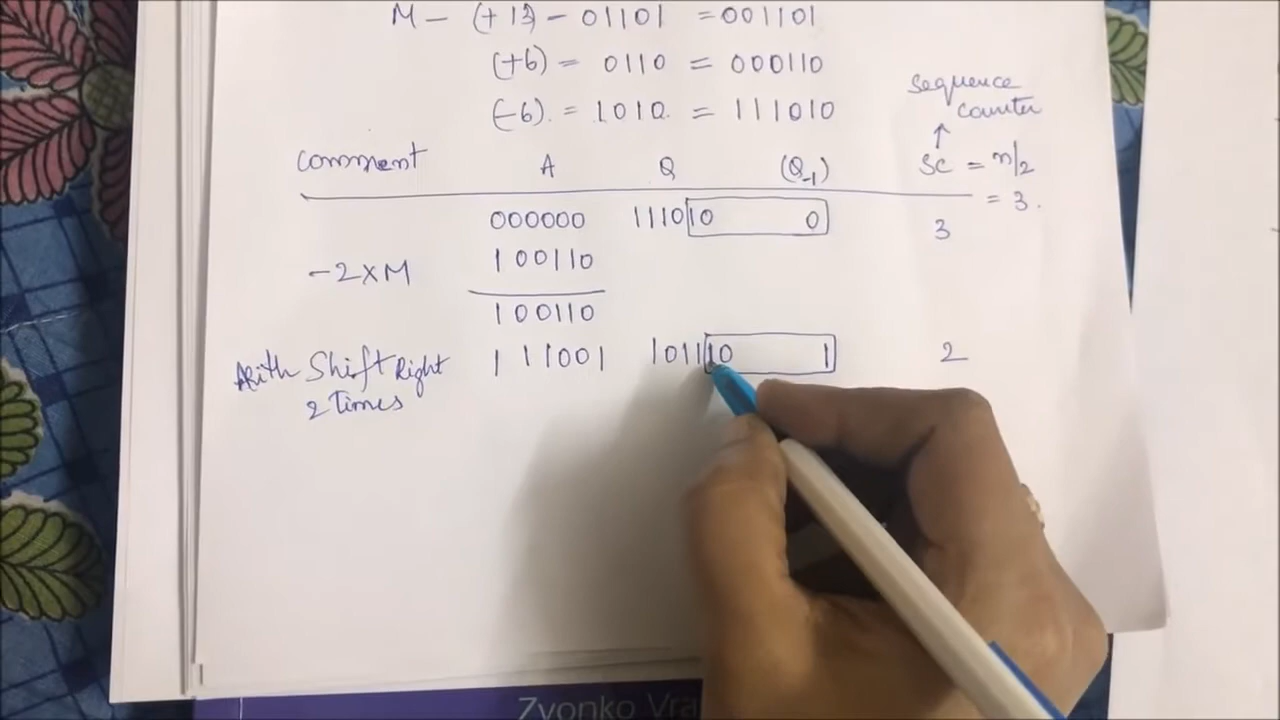 M - (+13) - 01101 = 001101
(+6) = 0110 = 000110
(-6). = 1010. = 111010
sequence
counter
↑
comment A Q (Q-1) SC = n/2
= 3.
000000 111010 0 3
-2XM 100110
100110
Arith Shift Right 111001 101110 1 2
2 Times
Zvonko Vra